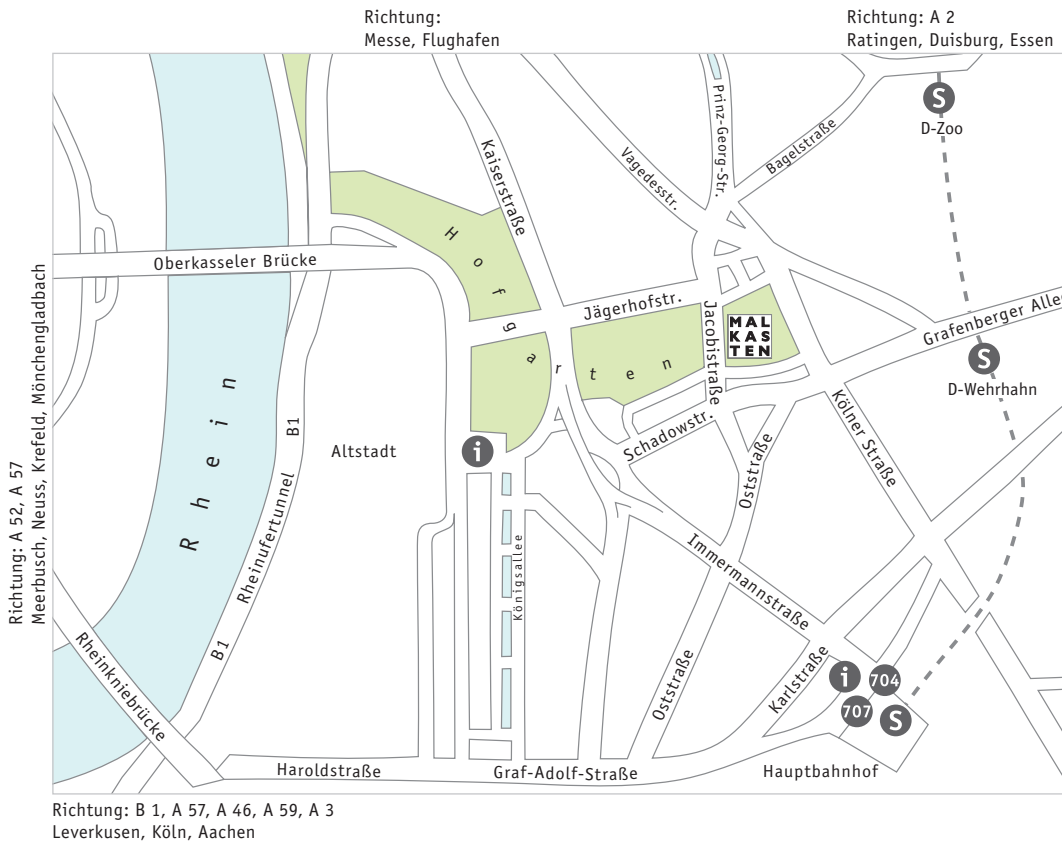 Richtung:
Messe, Flughafen
Richtung: A 2
Ratingen, Duisburg, Essen
S
D-Zoo
Kaiserstraße
Vagedesstr.
Prinz-Georg-Str.
Bagelstraße
Hofgarten
Oberkasseler Brücke
Jägerhofstr.
Jacobistraße
MAL
KAS
TEN
Grafenberger Allee
S
D-Wehrhahn
Rhein
B1
Altstadt
i
Schadowstr.
Oststraße
Kölner Straße
Richtung: A 52, A 57
Meerbusch, Neuss, Krefeld, Mönchengladbach
Rheinufertunnel
B1
Königsallee
Immermannstraße
Rheinkniebrücke
Oststraße
Karlstraße
i
704
707
S
Haroldstraße
Graf-Adolf-Straße
Hauptbahnhof
Richtung: B 1, A 57, A 46, A 59, A 3
Leverkusen, Köln, Aachen